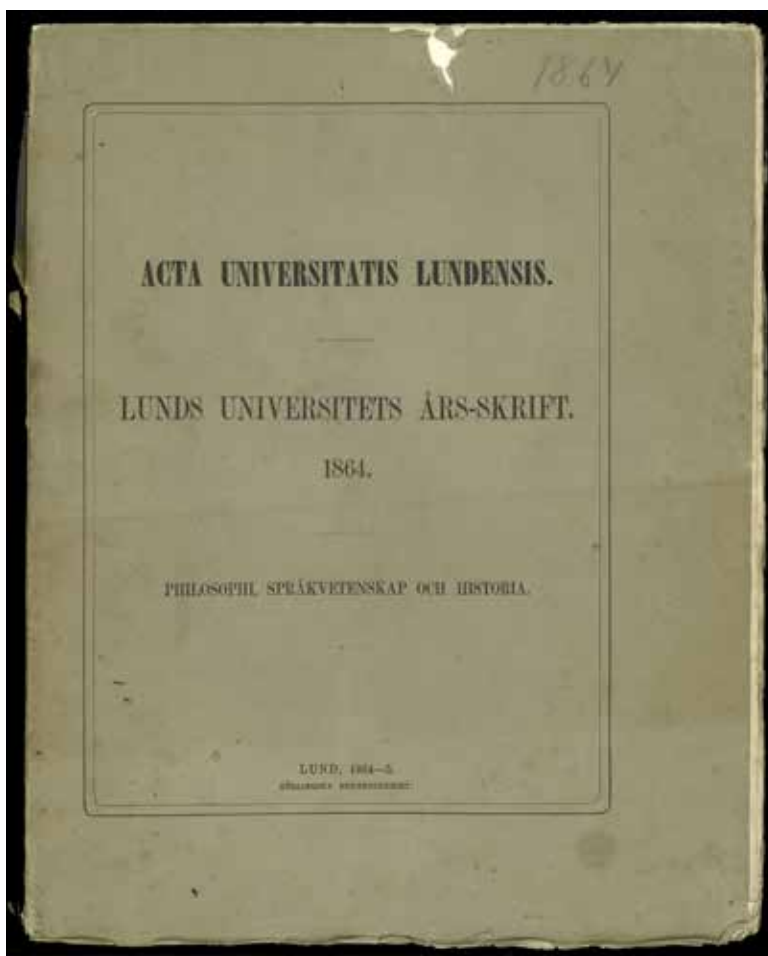 1864
ACTA UNIVERSITATIS LUNDENSIS.
LUNDS UNIVERSITETS ÅRS-SKRIFT.
1864.
PHILOSOPHI, SPRÅKVETENSKAP OCH HISTORIA.
LUND, 1864—5.